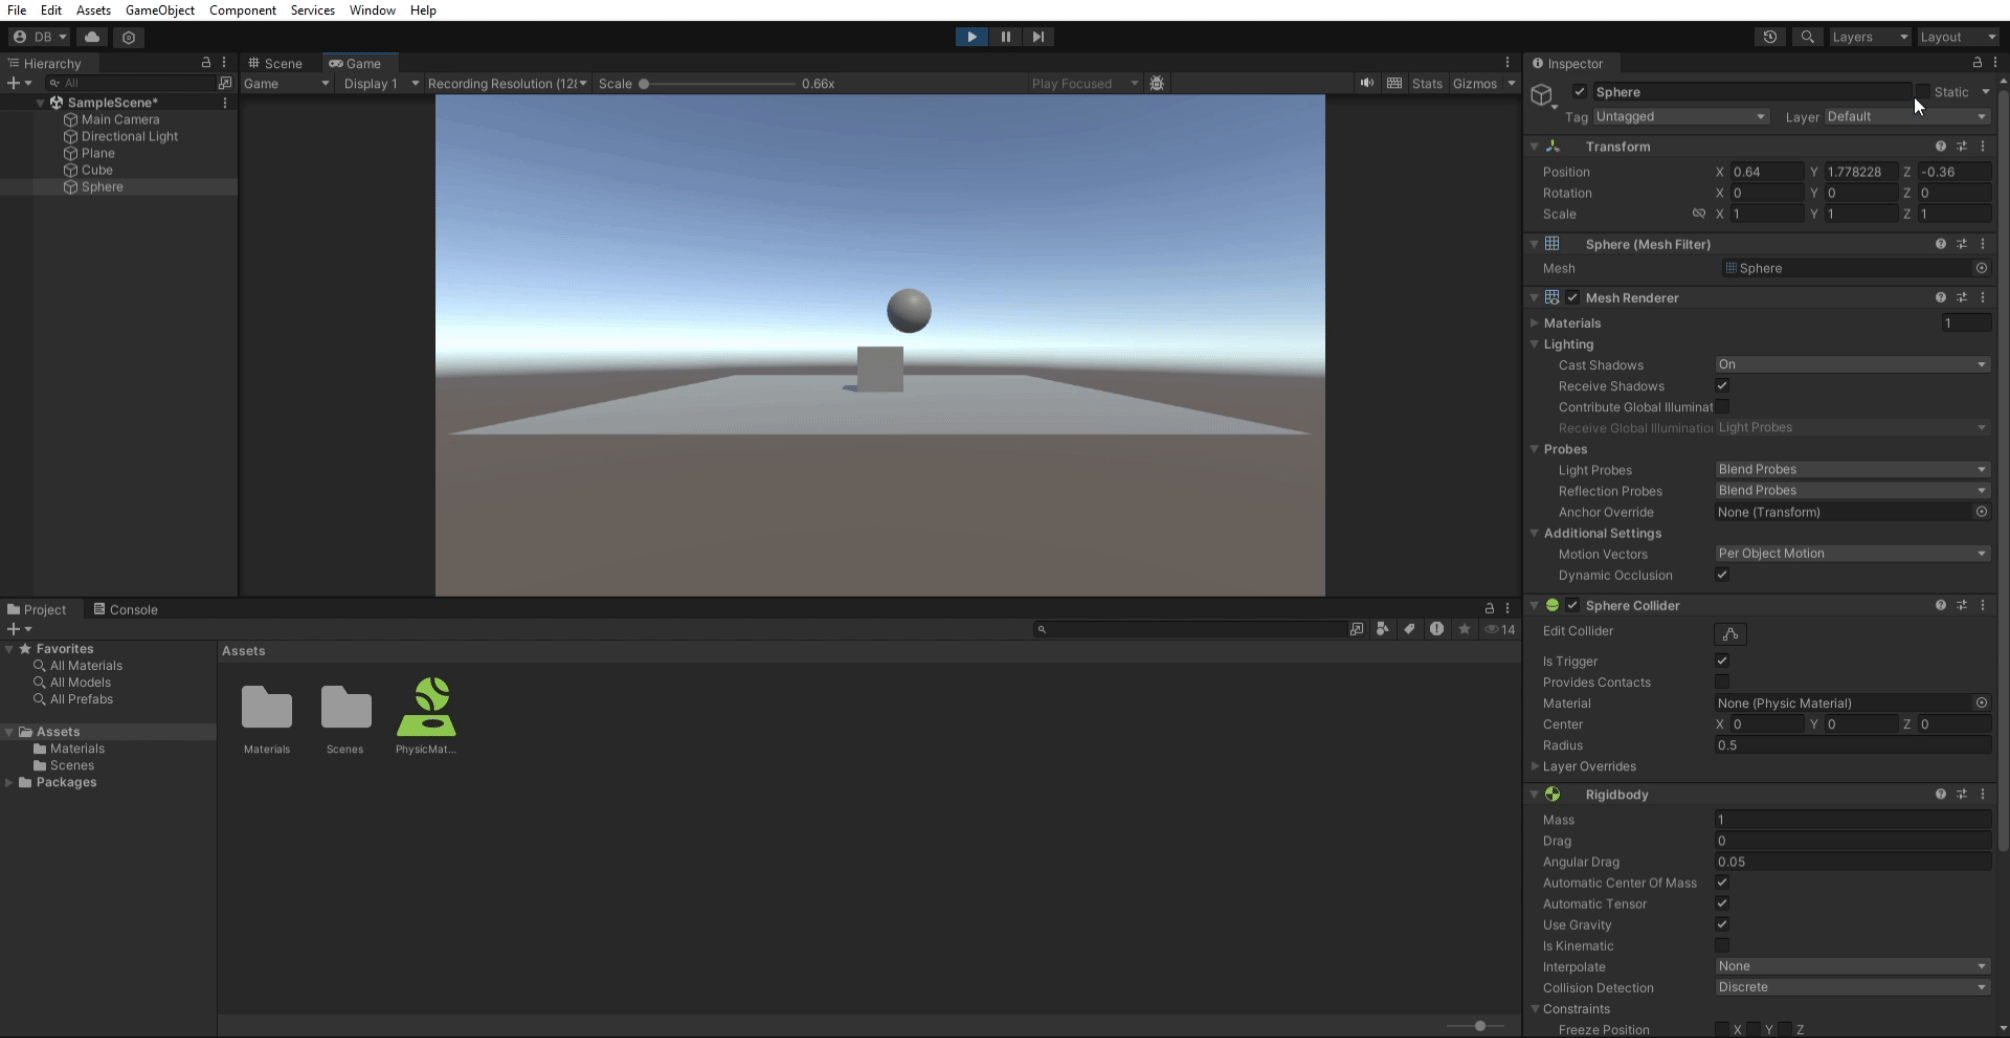 File Edit Assets GameObject Component Services Window Help
DB Layers Layout
Hierarchy
All
SampleScene*
Main Camera
Directional Light
Plane
Cube
Sphere
Scene Game
Game Display 1 Recording Resolution (128 Scale 0.66x Play Focused Stats Gizmos
Project Console
14
Favorites
All Materials
All Models
All Prefabs
Assets
Materials
Scenes
Packages
Assets
Materials Scenes PhysicMat...
Inspector
Sphere Static
Tag Untagged Layer Default
Transform
Position X 0.64 Y 1.778228 Z -0.36
Rotation X 0 Y 0 Z 0
Scale X 1 Y 1 Z 1
Sphere (Mesh Filter)
Mesh Sphere
Mesh Renderer
Materials 1
Lighting
Cast Shadows On
Receive Shadows
Contribute Global Illuminat
Receive Global Illumination Light Probes
Probes
Light Probes Blend Probes
Reflection Probes Blend Probes
Anchor Override None (Transform)
Additional Settings
Motion Vectors Per Object Motion
Dynamic Occlusion
Sphere Collider
Edit Collider
Is Trigger
Provides Contacts
Material None (Physic Material)
Center X 0 Y 0 Z 0
Radius 0.5
Layer Overrides
Rigidbody
Mass 1
Drag 0
Angular Drag 0.05
Automatic Center Of Mass
Automatic Tensor
Use Gravity
Is Kinematic
Interpolate None
Collision Detection Discrete
Constraints
Freeze Position X Y Z